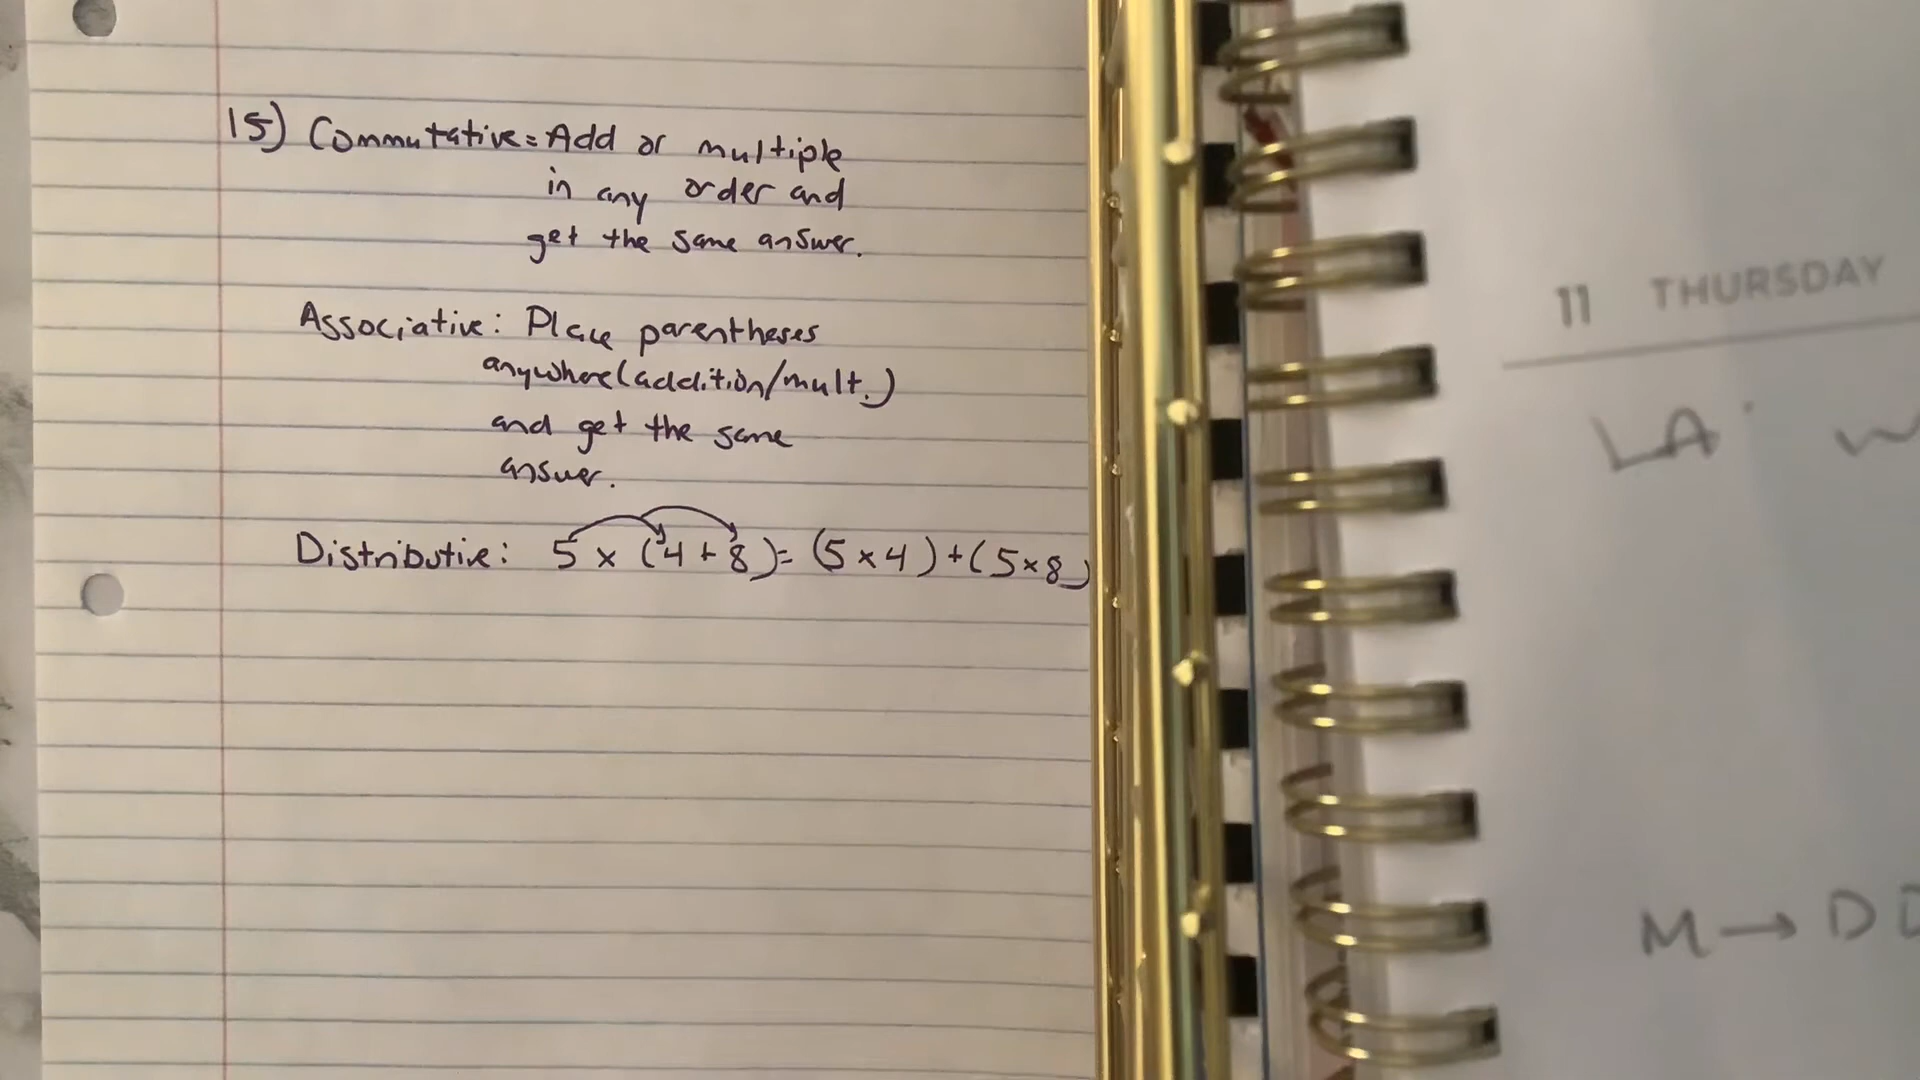 15) Commutative = Add or multiple
in any order and
get the same answer.
Associative: Place parentheses
anywhere (addition/mult.)
and get the same
answer.
Distributive: 5 x (4 + 8) = (5 x 4) + (5 x 8)
11 THURSDAY
LA
M → D